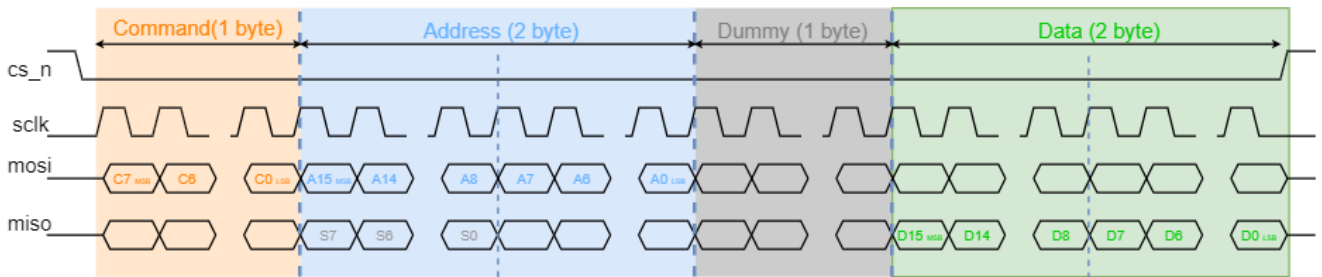 Command(1 byte) Address (2 byte) Dummy (1 byte) Data (2 byte)
cs_n
sclk
mosi C7 MSB C6 C0 LSB A15 MSB A14 A8 A7 A6 A0 LSB
miso S7 S6 S0 D15 MSB D14 D8 D7 D6 D0 LSB